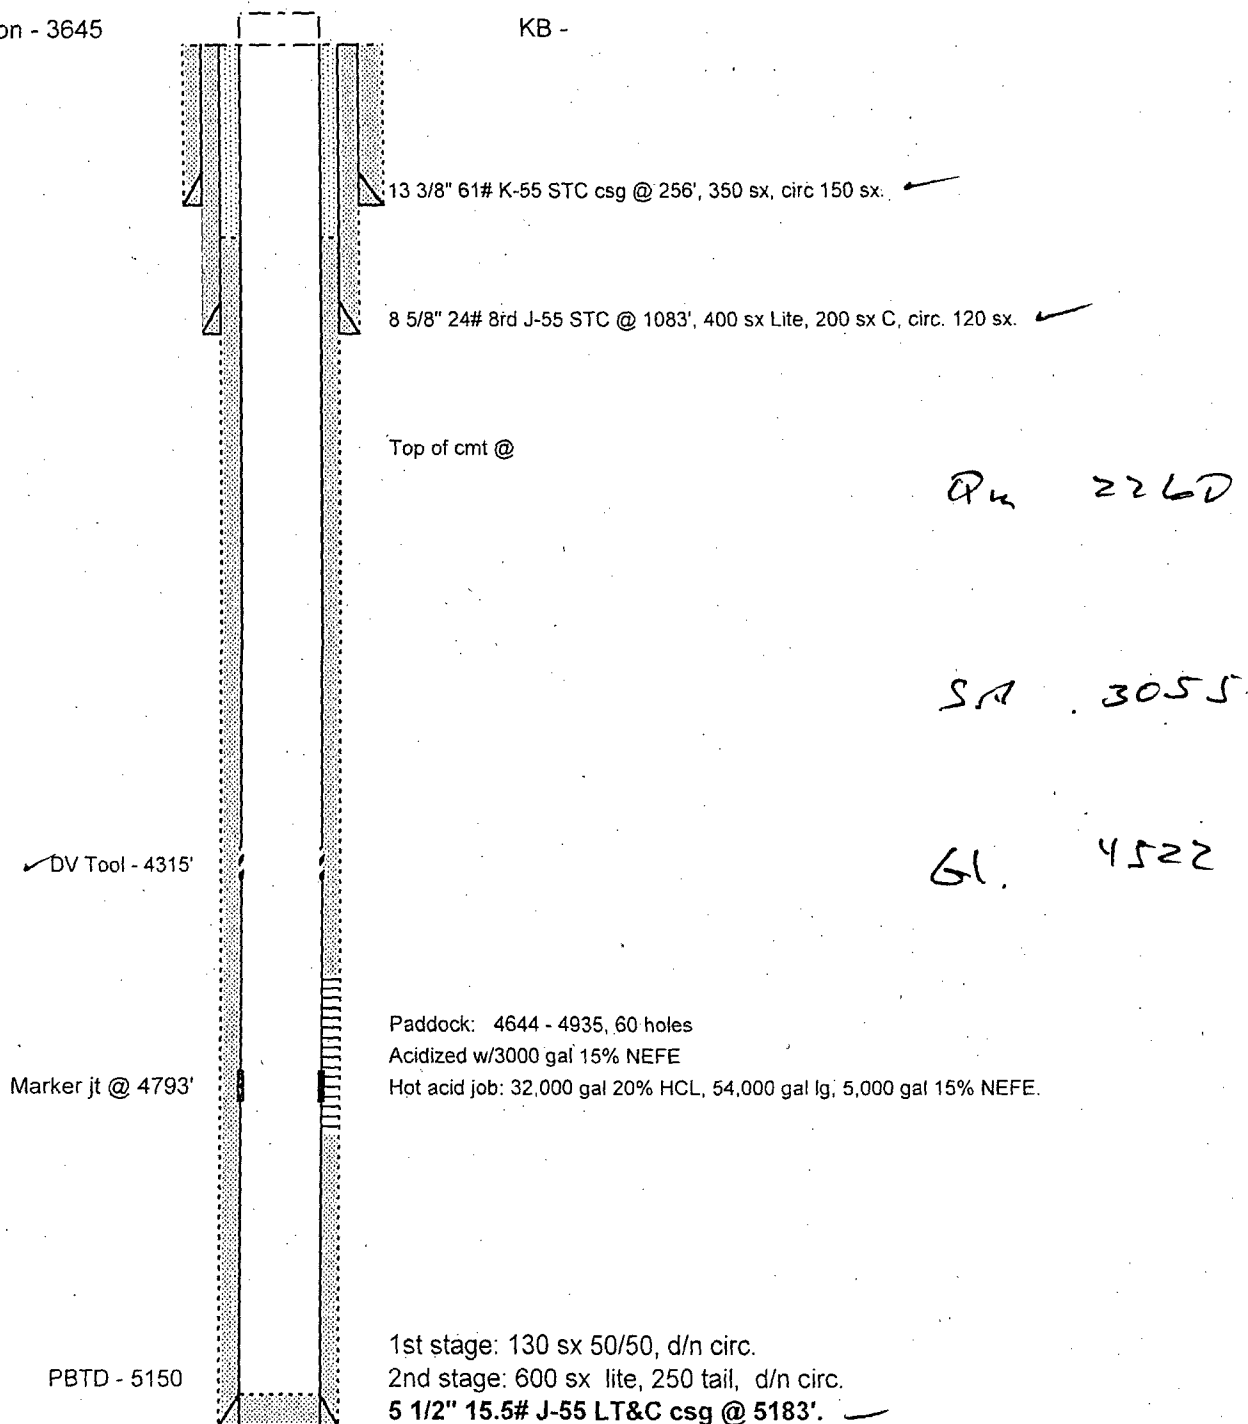 on - 3645
KB -
13 3/8" 61# K-55 STC csg @ 256', 350 sx, circ 150 sx.
8 5/8" 24# 8rd J-55 STC @ 1083', 400 sx Lite, 200 sx C, circ. 120 sx.
Top of cmt @
Qn 2260
SA 3055
DV Tool - 4315'
Gl. 4522
Paddock: 4644 - 4935, 60 holes
Acidized w/3000 gal 15% NEFE
Marker jt @ 4793'
Hot acid job: 32,000 gal 20% HCL, 54,000 gal lg, 5,000 gal 15% NEFE.
1st stage: 130 sx 50/50, d/n circ.
PBTD - 5150
2nd stage: 600 sx lite, 250 tail, d/n circ.
5 1/2" 15.5# J-55 LT&C csg @ 5183'.